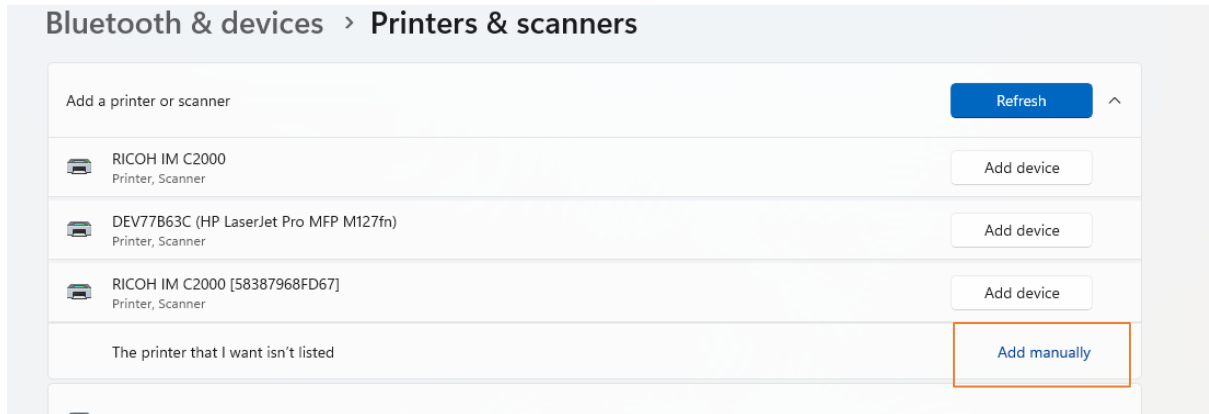 Bluetooth & devices > Printers & scanners
Add a printer or scanner
Refresh
RICOH IM C2000
Printer, Scanner
Add device
DEV77B63C (HP LaserJet Pro MFP M127fn)
Printer, Scanner
Add device
RICOH IM C2000 [58387968FD67]
Printer, Scanner
Add device
The printer that I want isn’t listed
Add manually